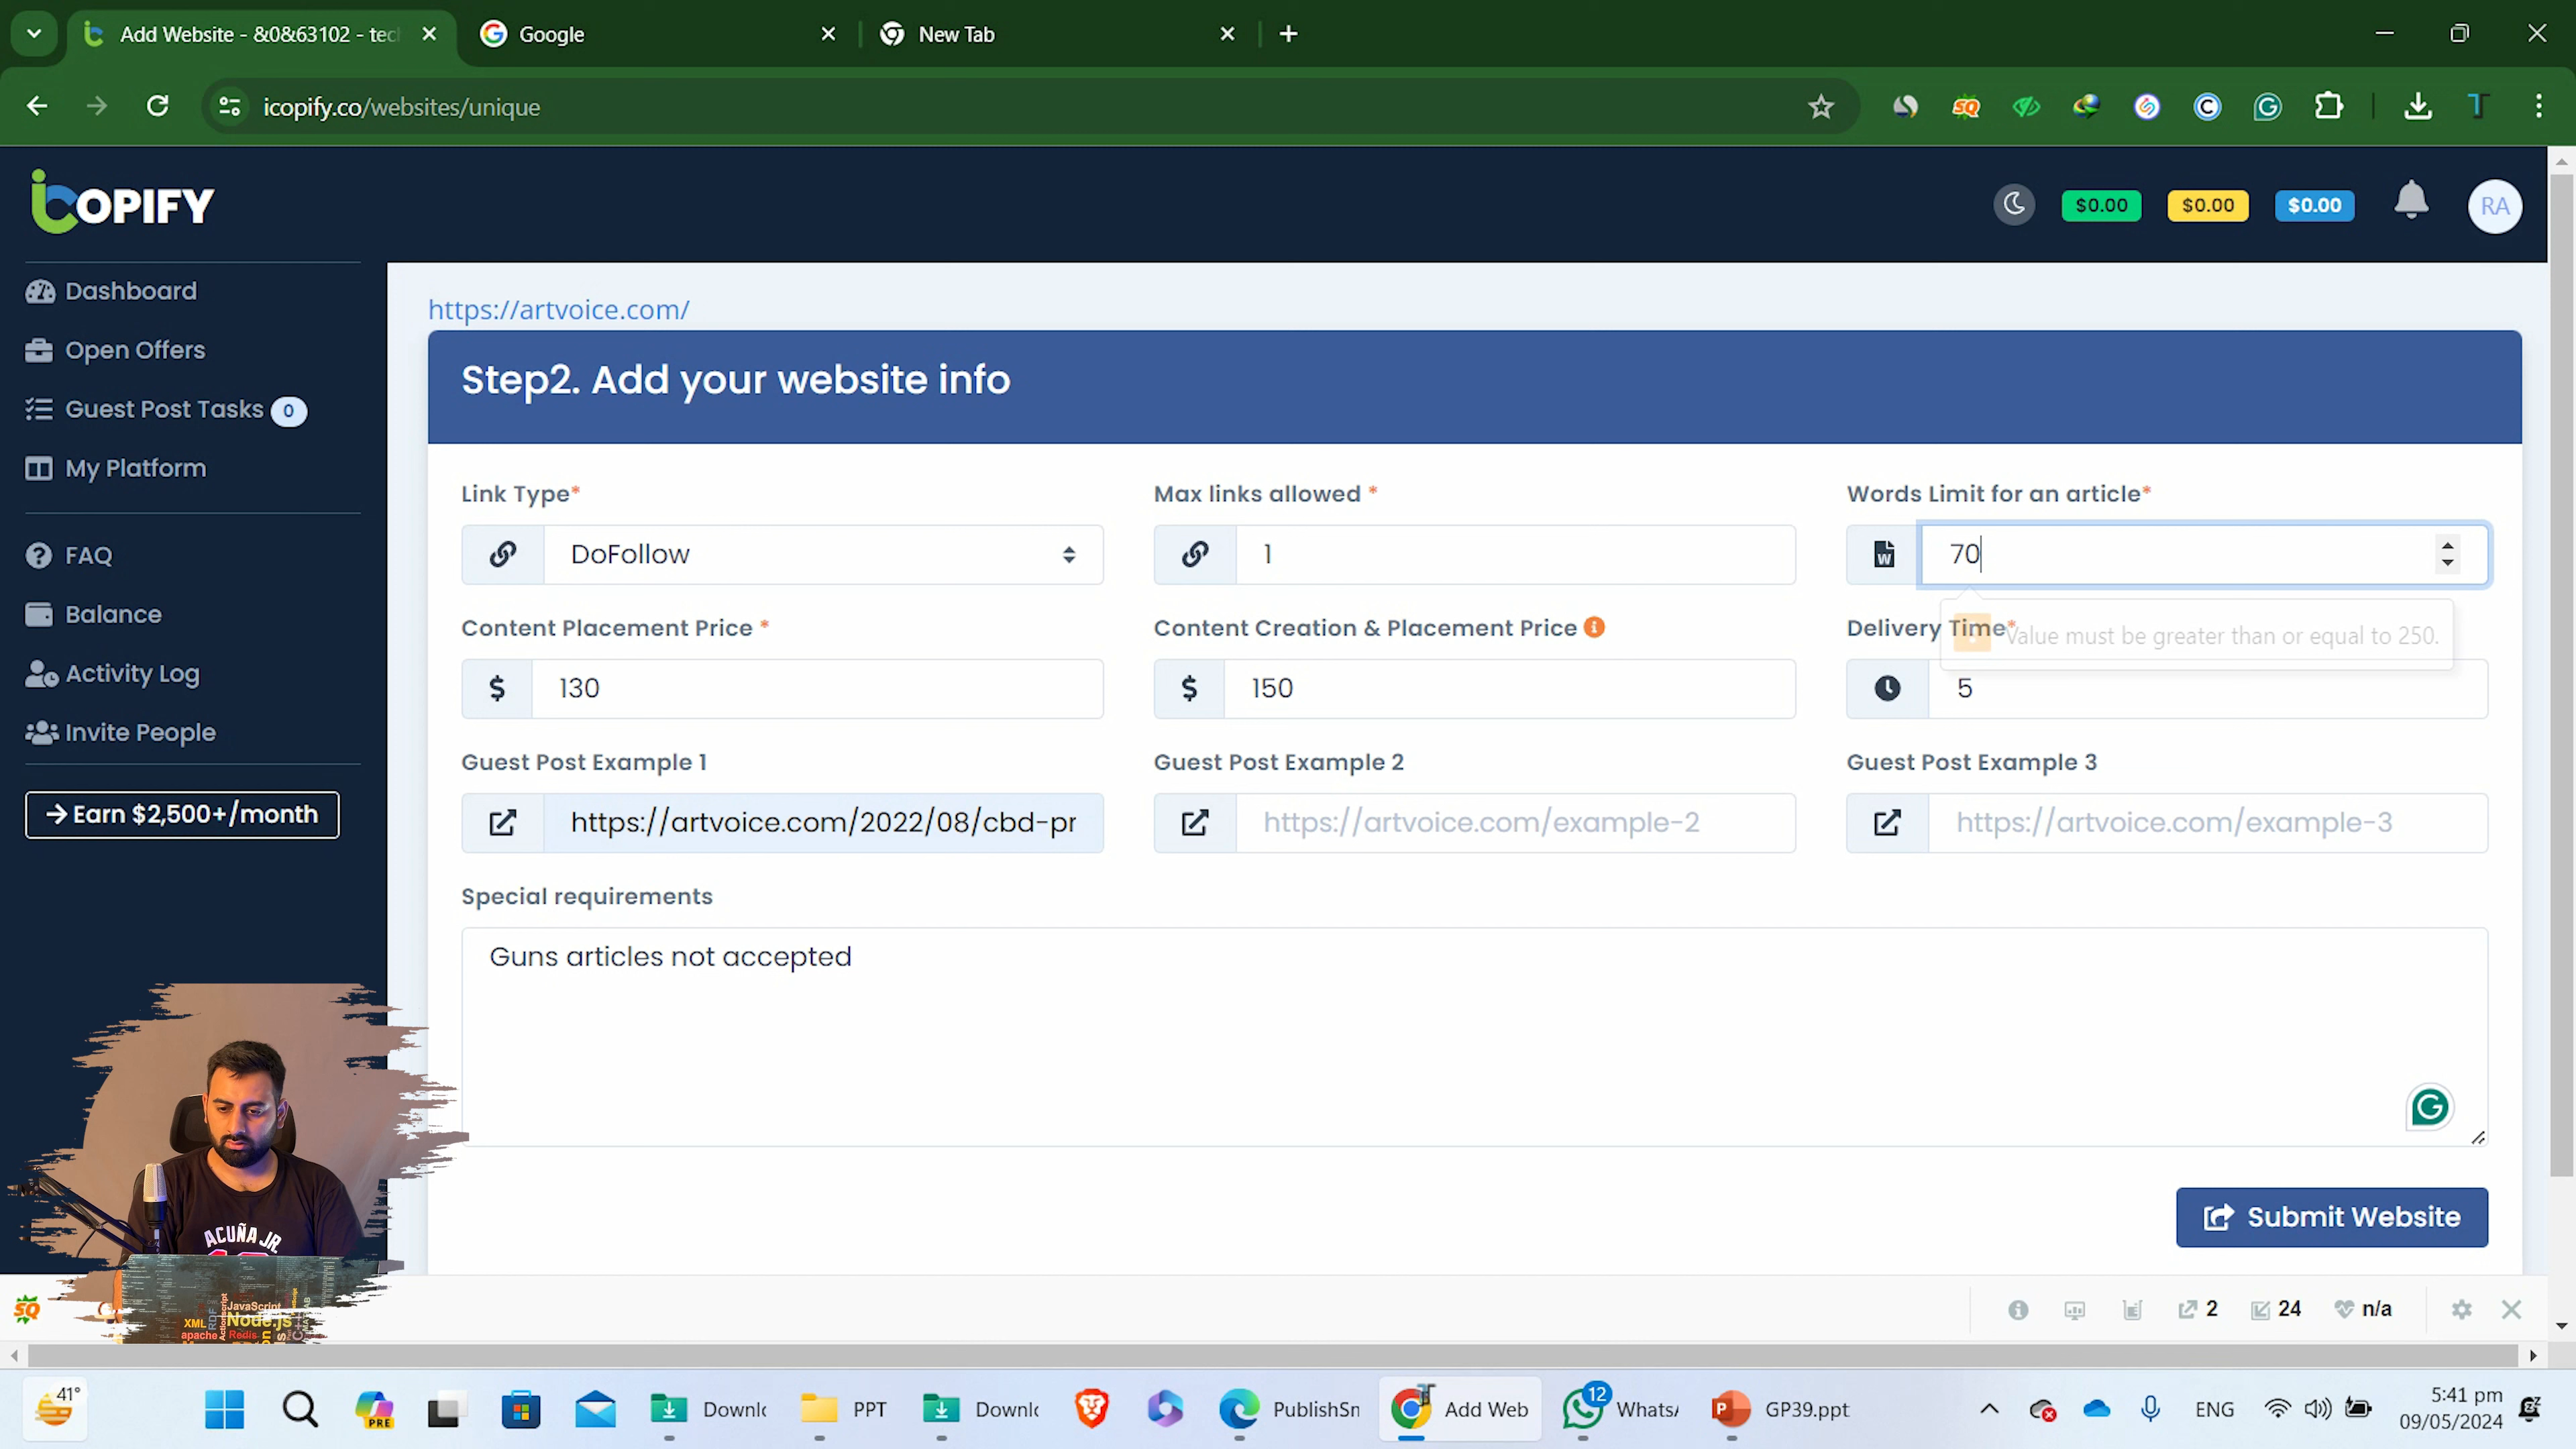 Add Website - &0&63102 - tec
Google
New Tab
icopify.co/websites/unique
iCOPIFY
$0.00
$0.00
$0.00
RA
Dashboard
Open Offers
Guest Post Tasks 0
My Platform
FAQ
Balance
Activity Log
Invite People
Earn $2,500+/month
https://artvoice.com/
Step2. Add your website info
Link Type*
Max links allowed *
Words Limit for an article*
DoFollow
1
70
Content Placement Price *
Content Creation & Placement Price
Delivery Time*
Value must be greater than or equal to 250.
130
150
5
Guest Post Example 1
Guest Post Example 2
Guest Post Example 3
https://artvoice.com/2022/08/cbd-pr
https://artvoice.com/example-2
https://artvoice.com/example-3
Special requirements
Guns articles not accepted
Submit Website
ACUÑA JR.
JavaScript
XML
Node.js
apache
Redis
SQ
2
24
n/a
41°
PRE
Downlo
PPT
Downlo
PublishSn
Add Web
12
WhatsA
GP39.ppt
ENG
5:41 pm
09/05/2024